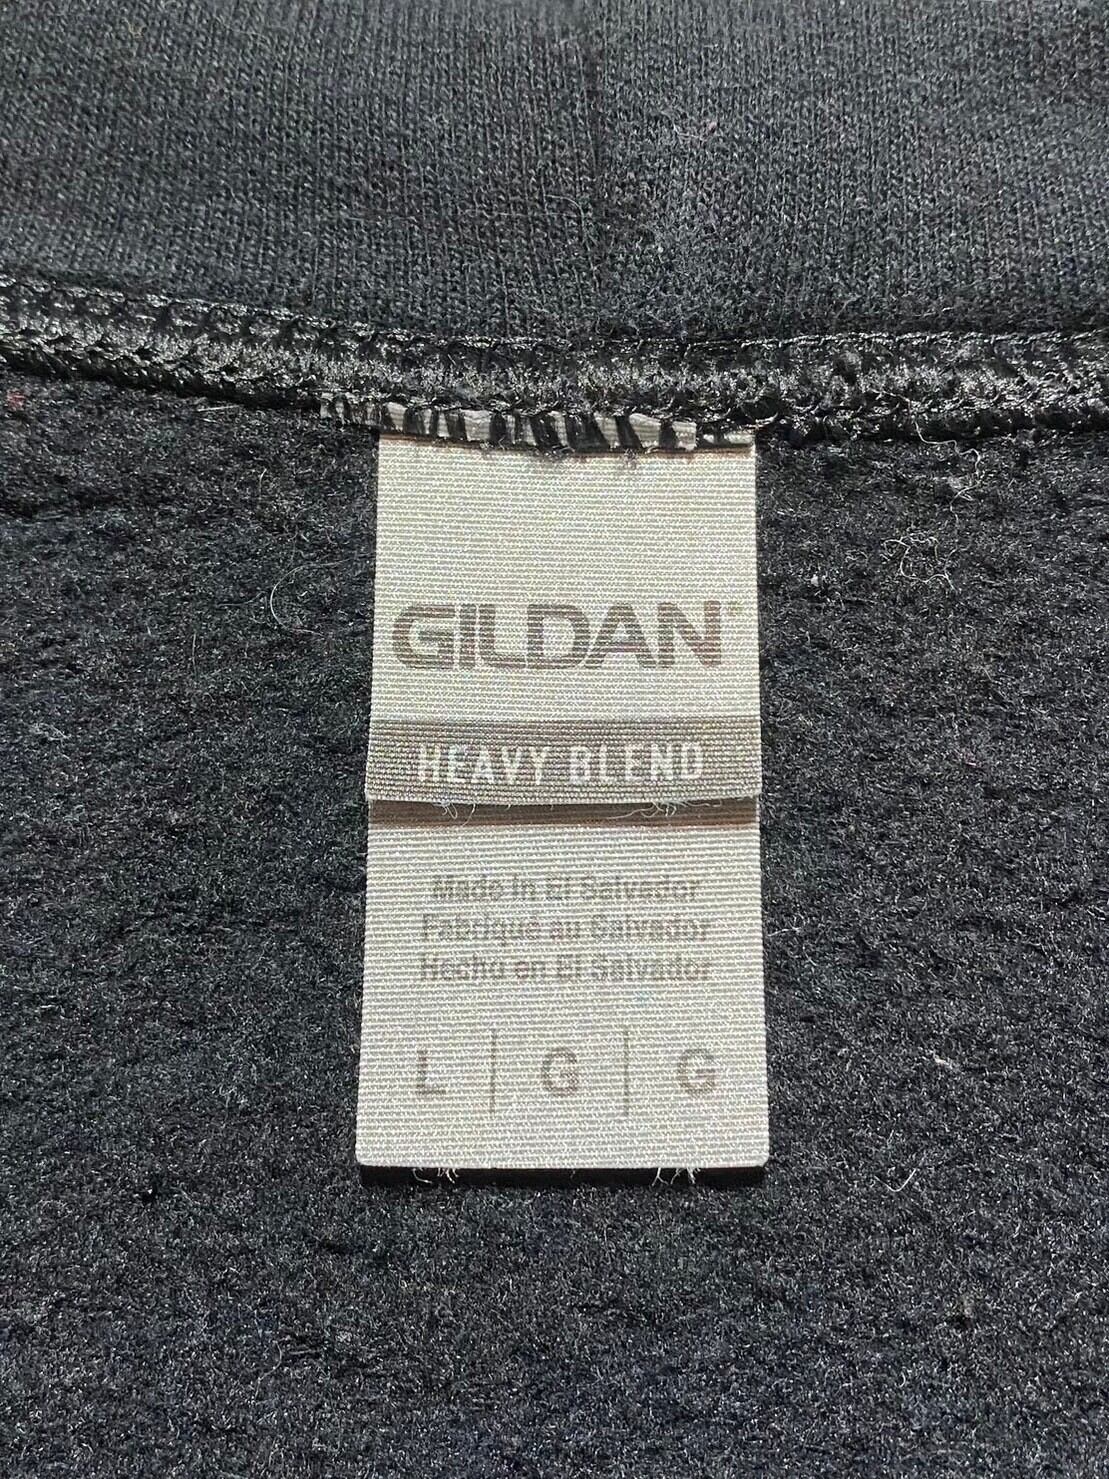 GILDAN
HEAVY BLEND
Made in El Salvador
Fabriqué au Salvador
Hecho en El Salvador
L | G | G